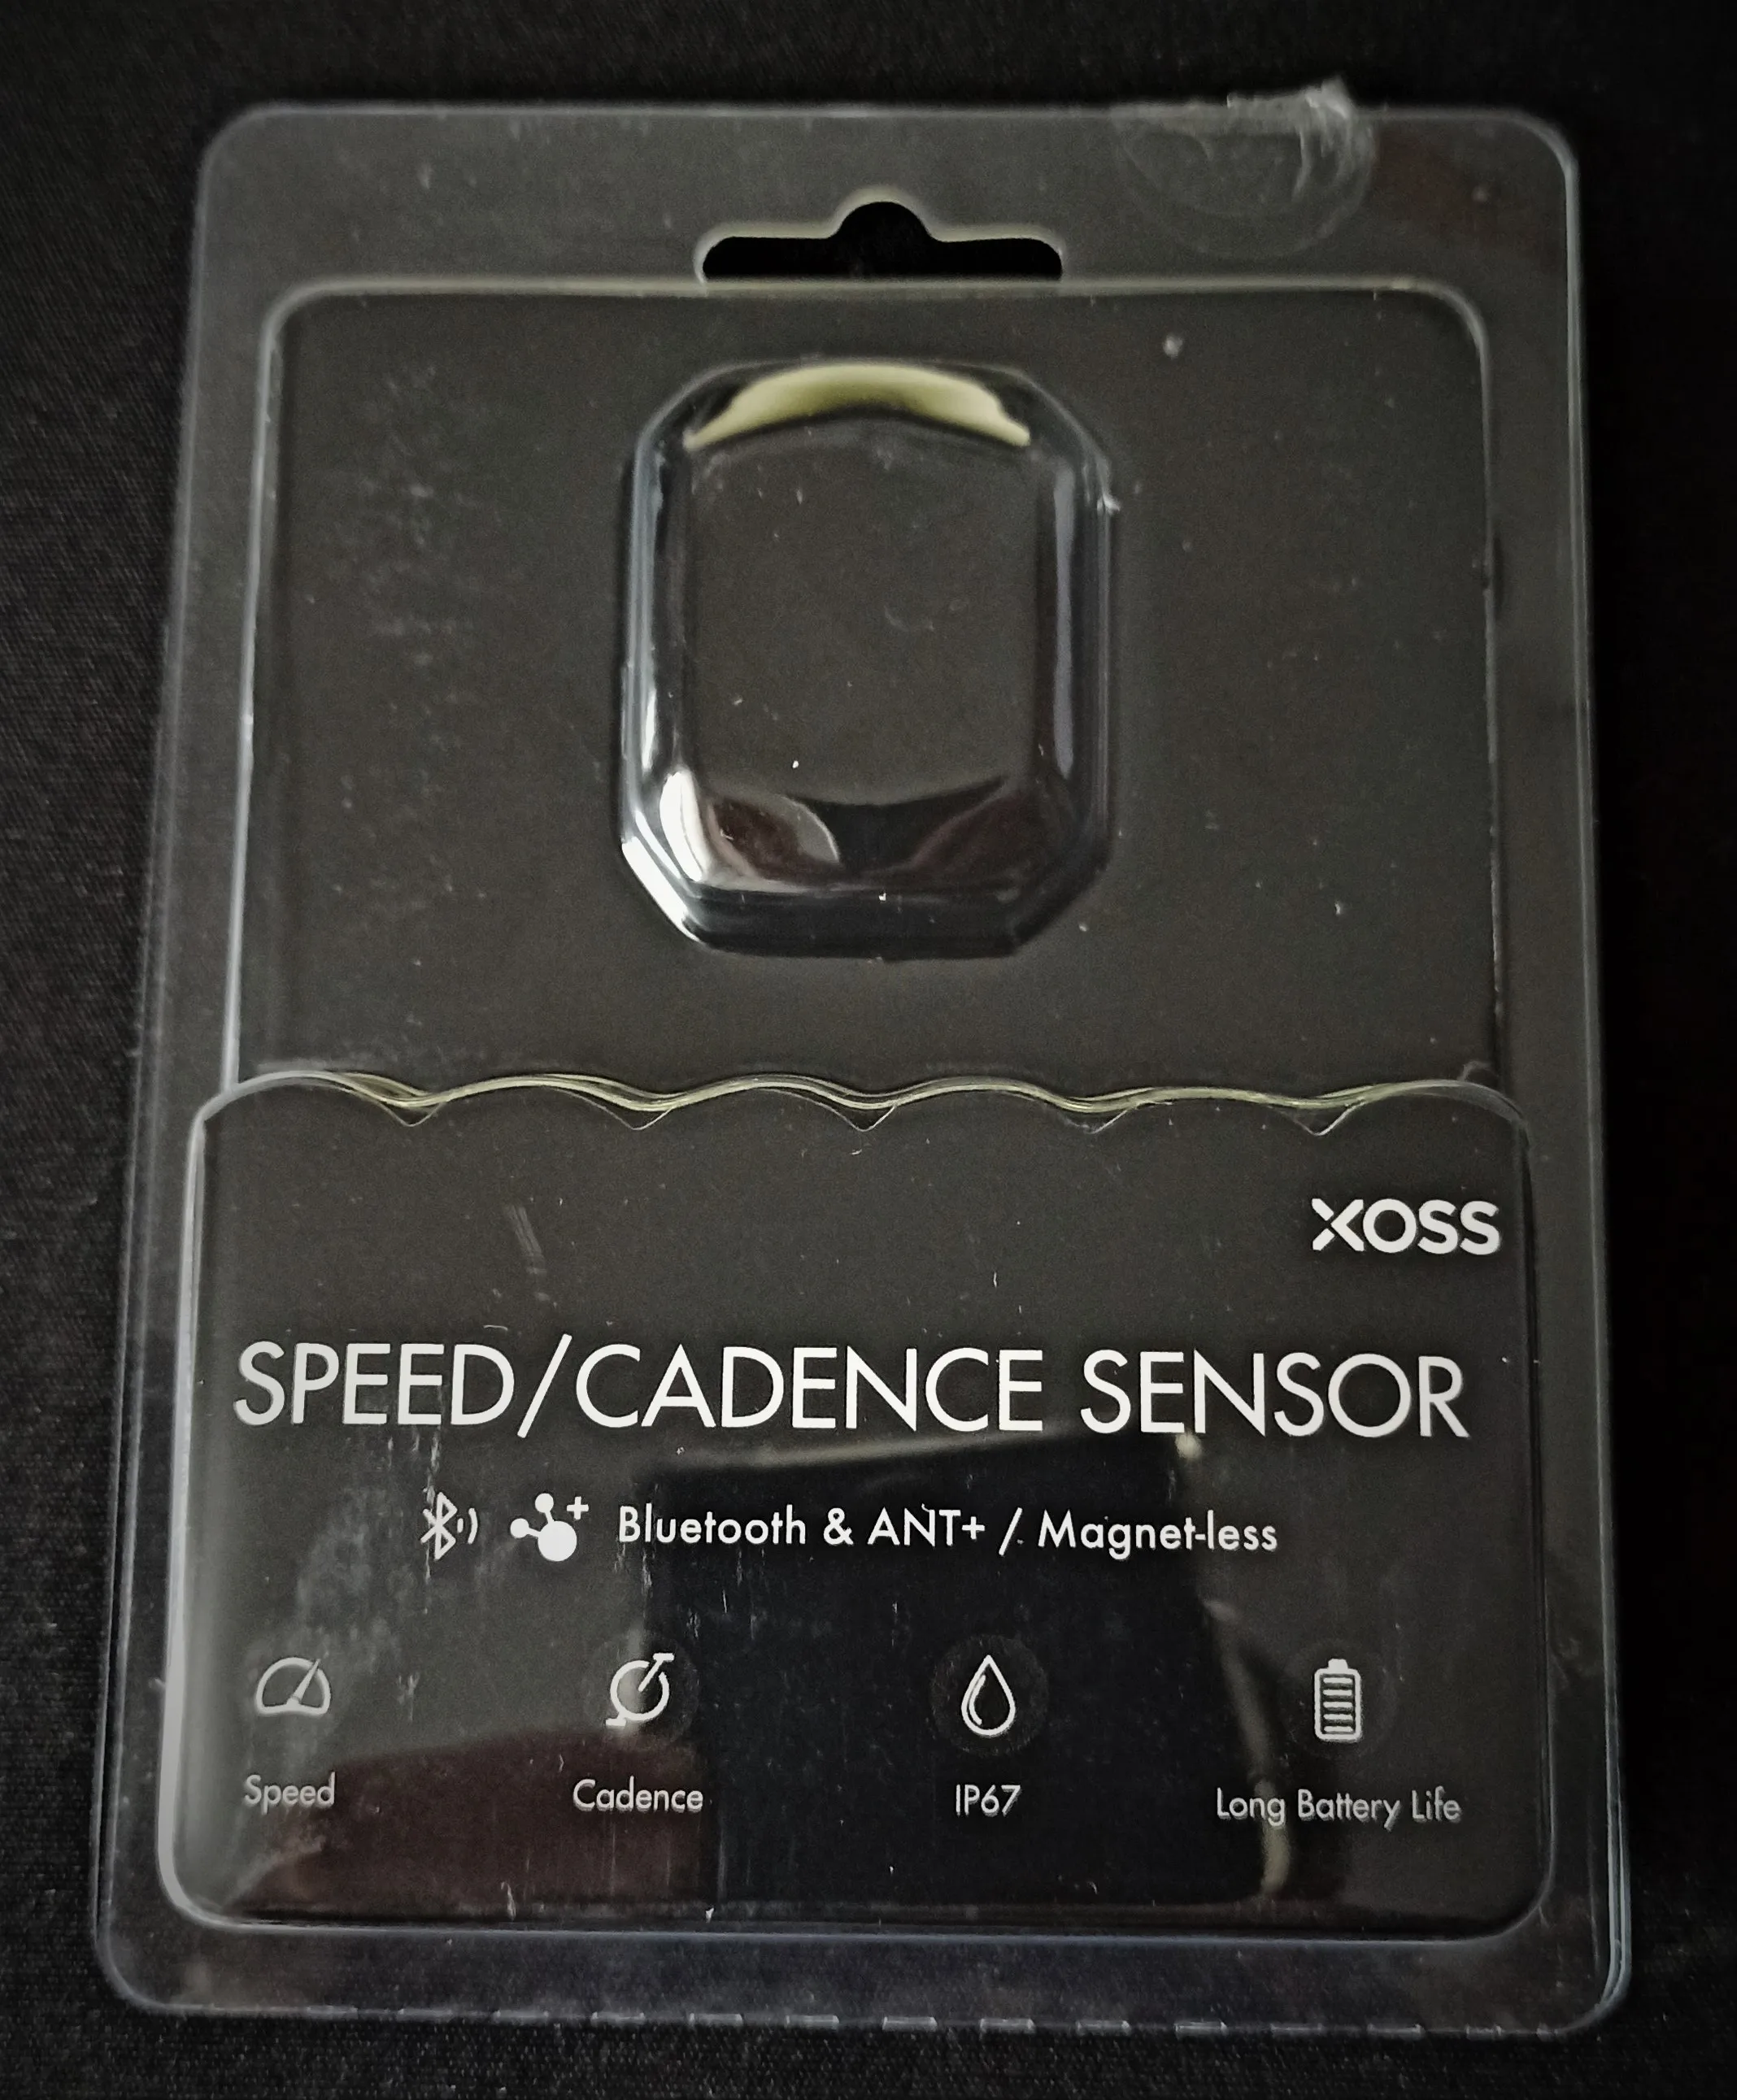 XOSS
SPEED/CADENCE SENSOR
Bluetooth & ANT+ / Magnet-less
Speed Cadence IP67 Long Battery Life